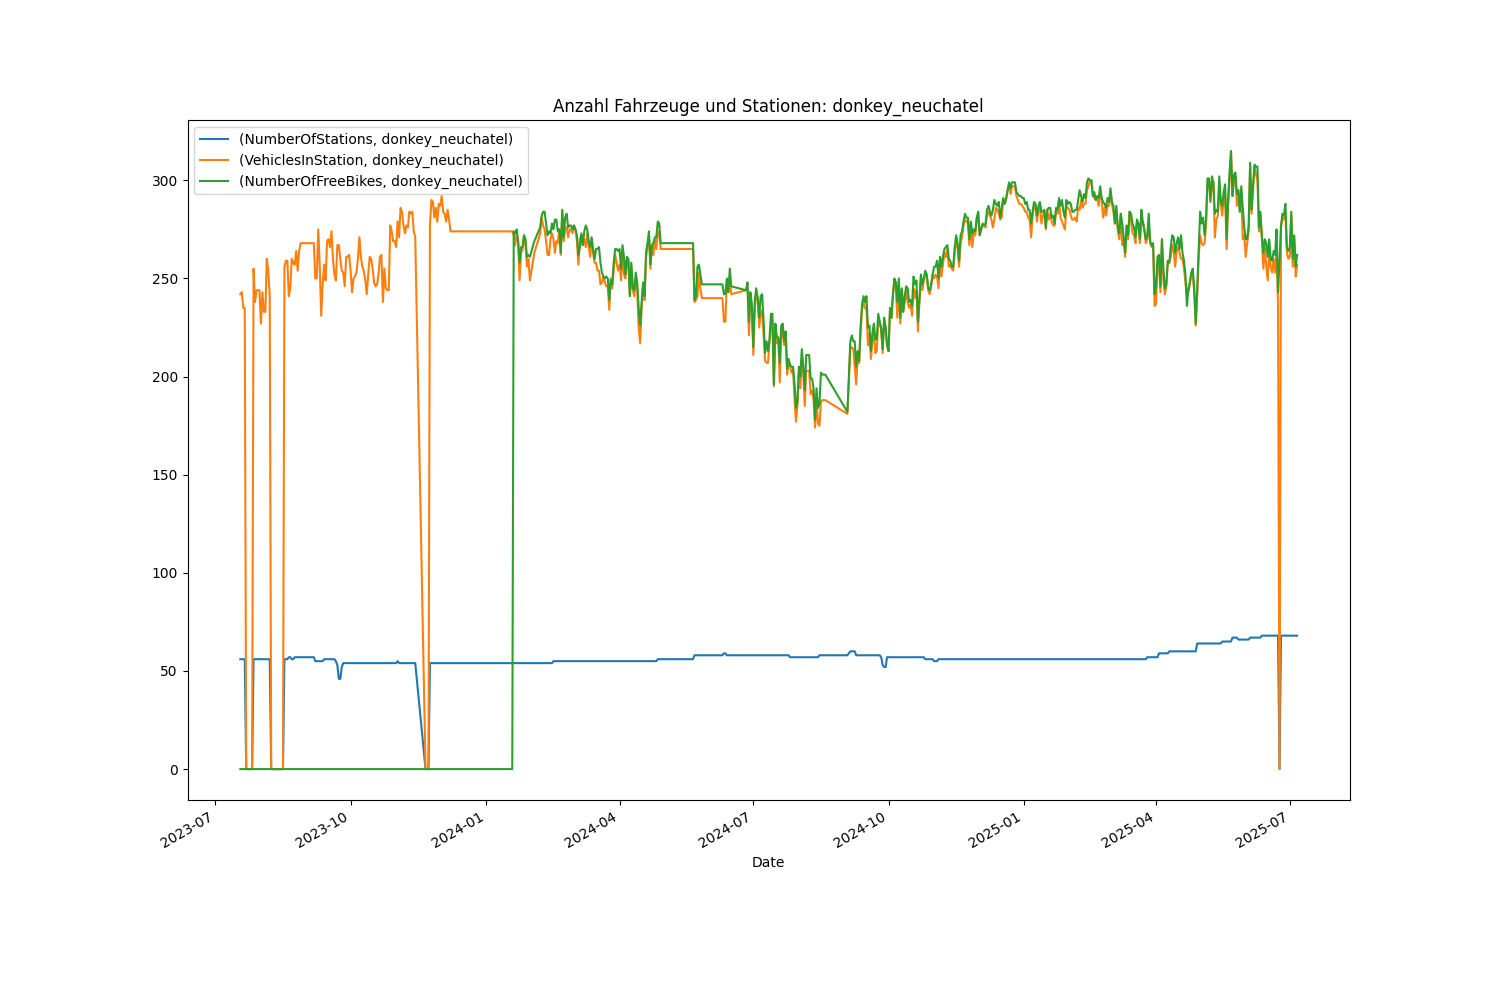 Anzahl Fahrzeuge und Stationen: donkey_neuchatel
(NumberOfStations, donkey_neuchatel)
(VehiclesInStation, donkey_neuchatel)
(NumberOfFreeBikes, donkey_neuchatel)
300
250
200
150
100
50
0
2023-07 2023-10 2024-01 2024-04 2024-07 2024-10 2025-01 2025-04 2025-07
Date